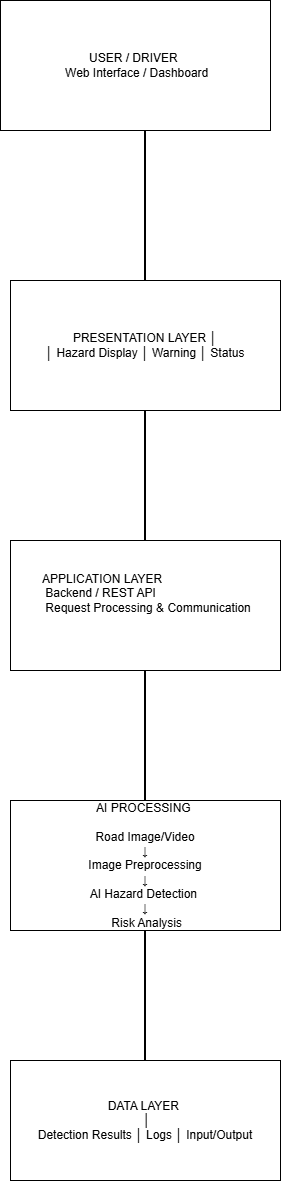 USER / DRIVER
Web Interface / Dashboard
PRESENTATION LAYER │
│ Hazard Display │ Warning │ Status
APPLICATION LAYER
Backend / REST API
Request Processing & Communication
AI PROCESSING
Road Image/Video
↓
Image Preprocessing
↓
AI Hazard Detection
↓
Risk Analysis
DATA LAYER
│
Detection Results │ Logs │ Input/Output